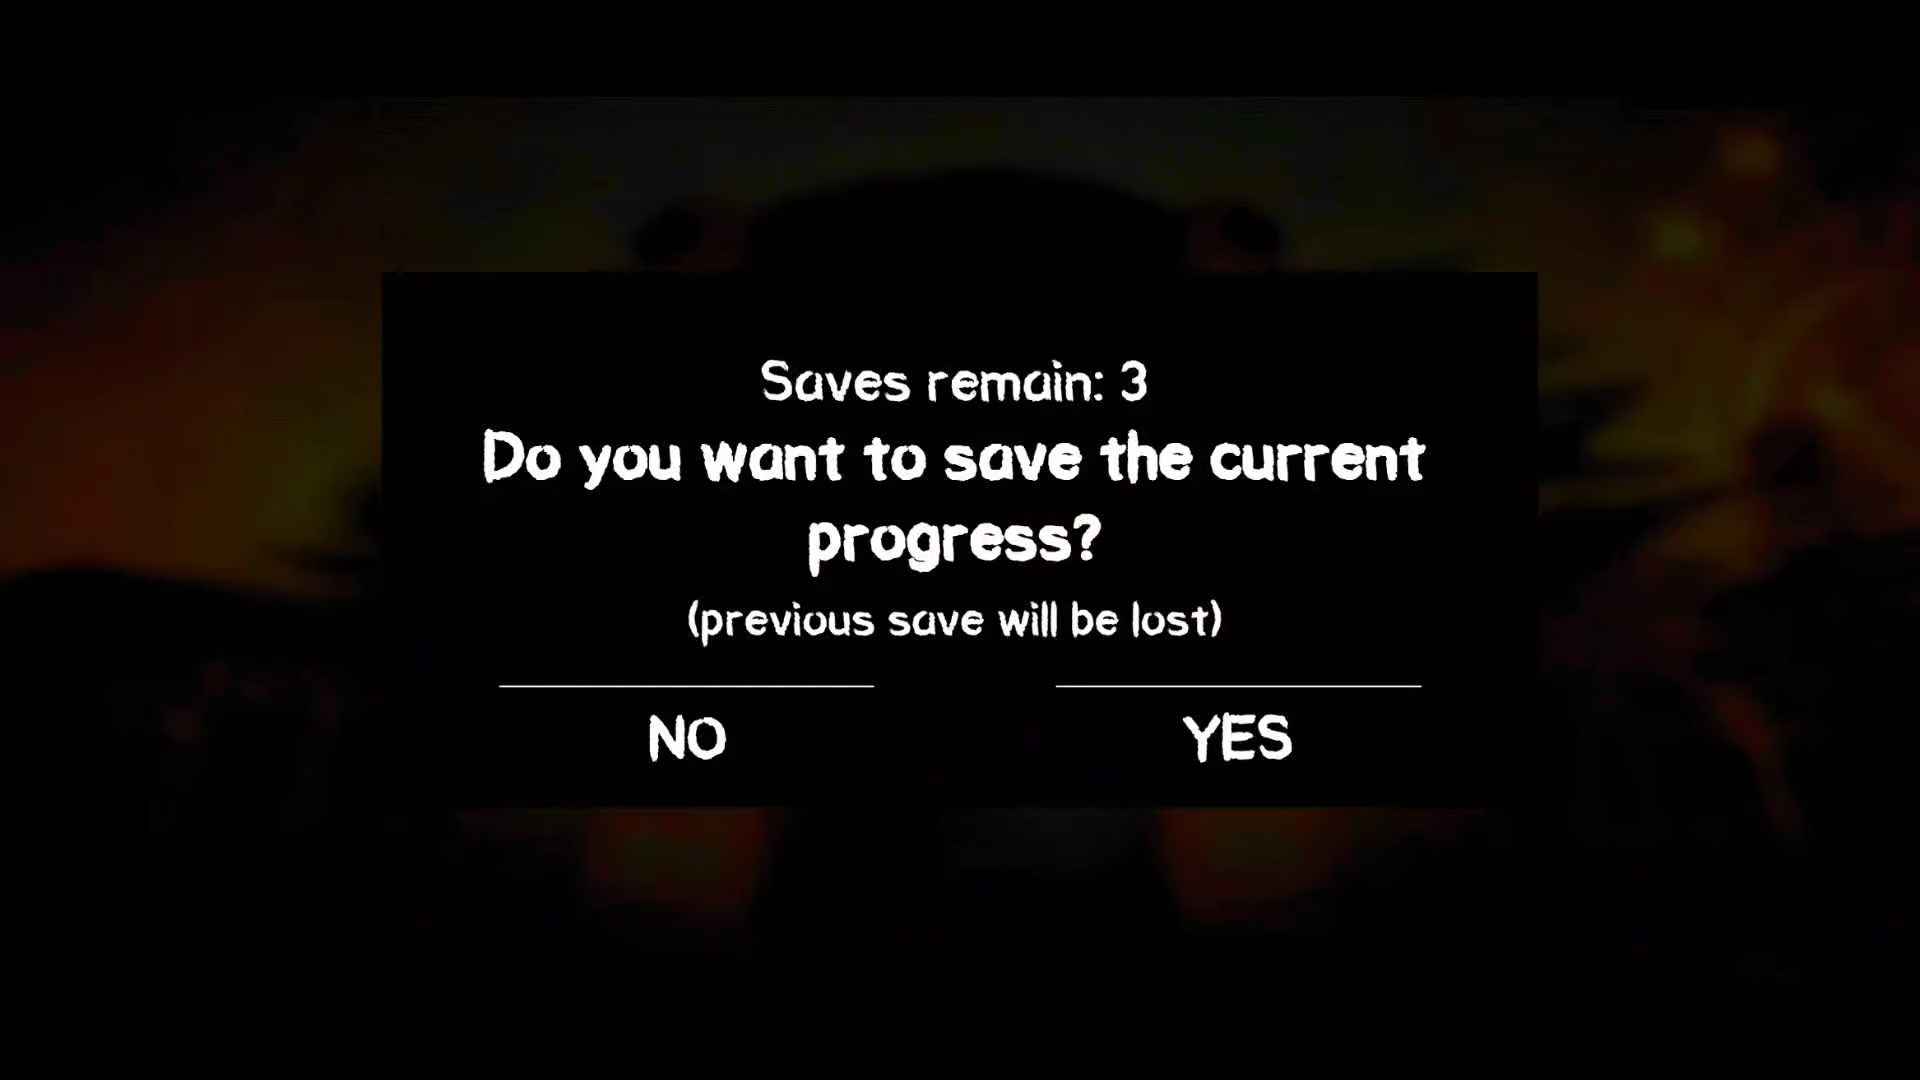 Saves remain: 3
Do you want to save the current
progress?
(previous save will be lost)
NO
YES